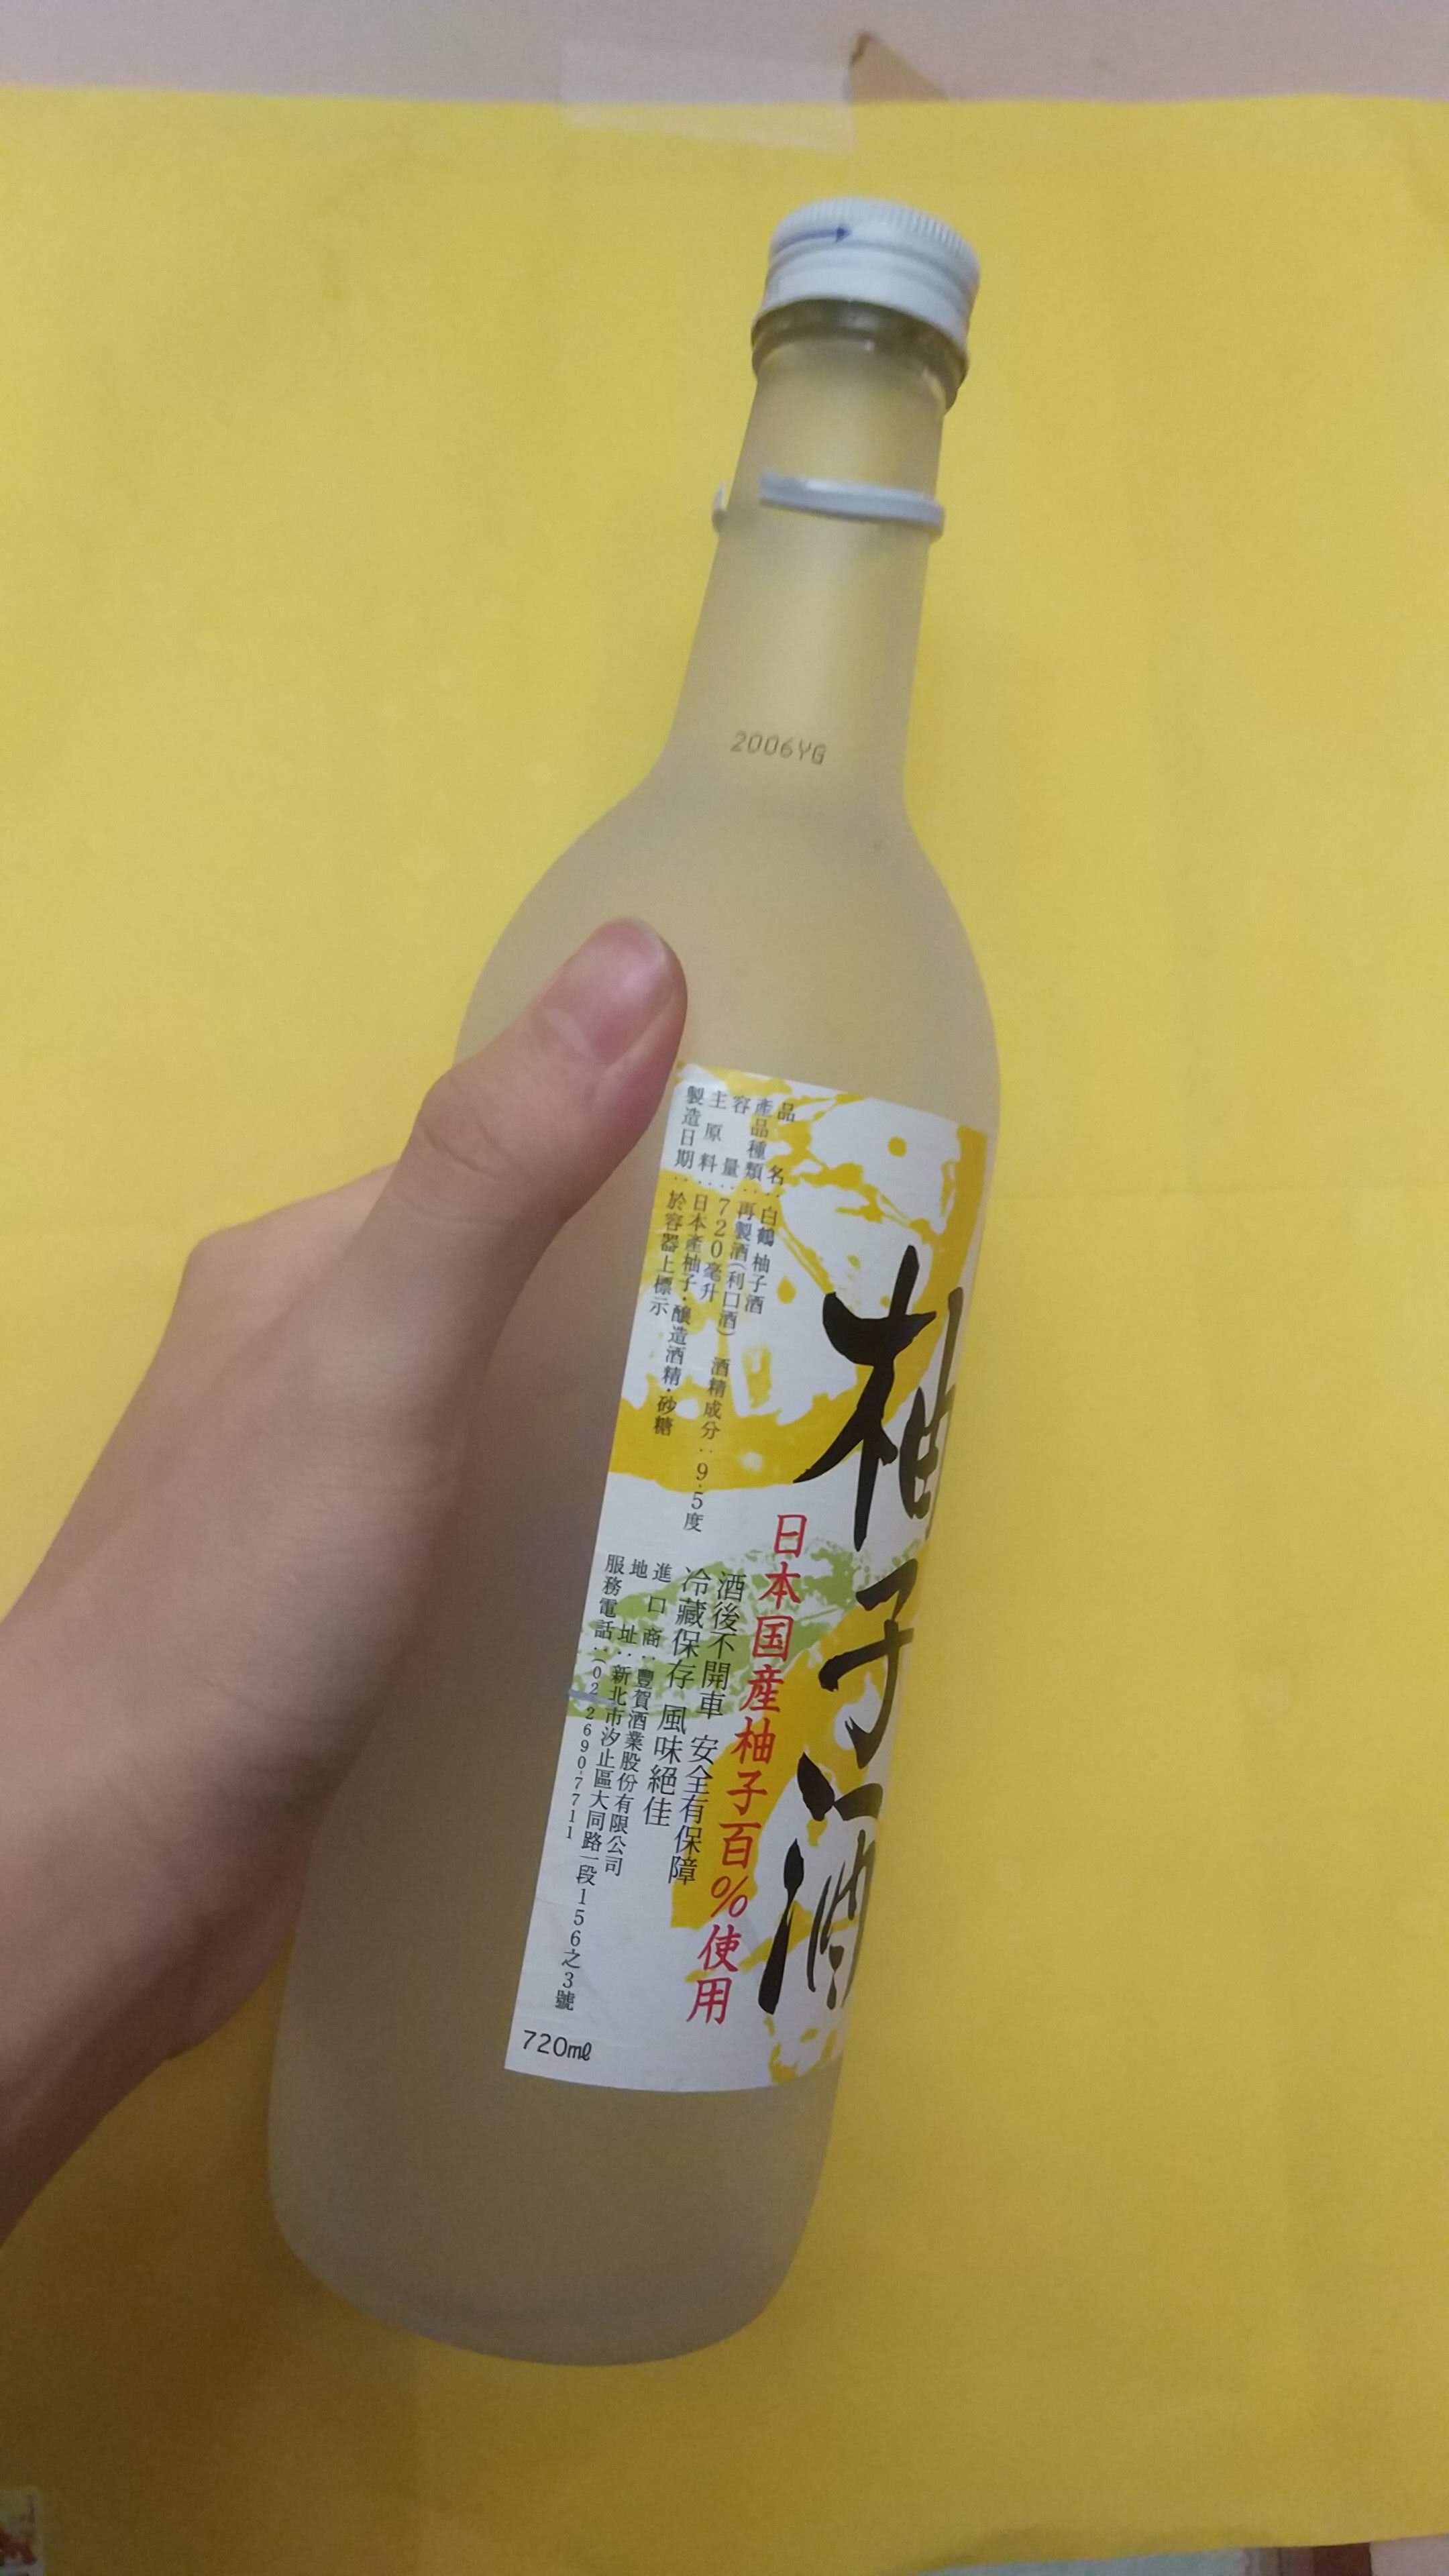 2006YG
柚子酒
日本国産柚子百%使用
品名：白鶴 柚子酒
產品種類：再製酒(利口酒) 酒精成分：9.5度
容量：720毫升
主原料：日本產柚子・釀造酒精・砂糖
製造日期：於容器上標示
酒後不開車 安全有保障
冷藏保存 風味絕佳
進口商：豐賀酒業股份有限公司
地址：新北市汐止區大同路一段156之3號
服務電話：(02)2690-7711
720ml